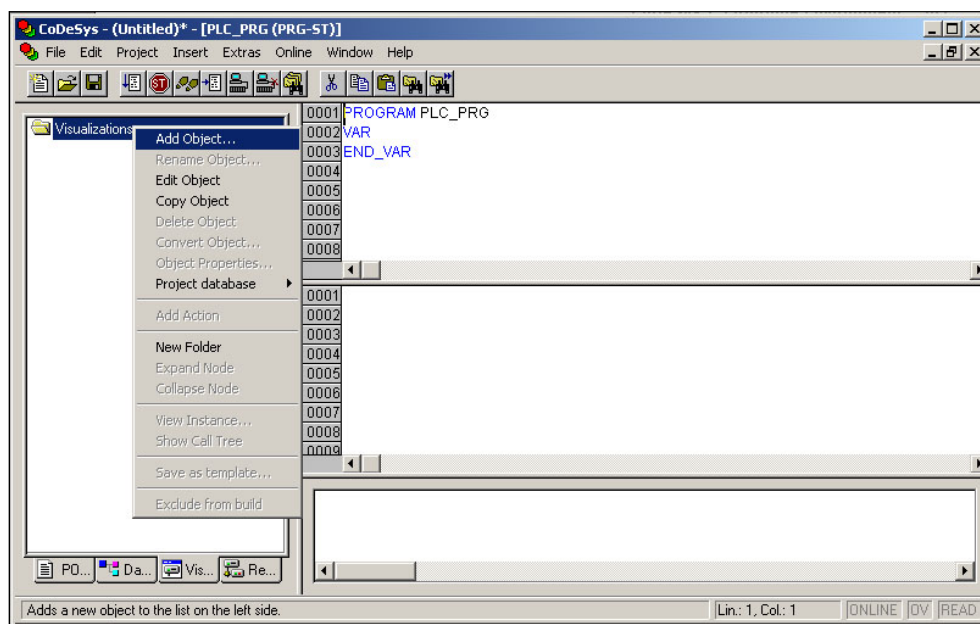 CoDeSys - (Untitled)* - [PLC_PRG (PRG-ST)]
File Edit Project Insert Extras Online Window Help
Visualizations
Add Object...
Rename Object...
Edit Object
Copy Object
Delete Object
Convert Object...
Object Properties...
Project database
Add Action
New Folder
Expand Node
Collapse Node
View Instance...
Show Call Tree
Save as template...
Exclude from build
0001 PROGRAM PLC_PRG
0002 VAR
0003 END_VAR
0004
0005
0006
0007
0008
0001
0002
0003
0004
0005
0006
0007
0008
0009
PO... Da... Vis... Re...
Adds a new object to the list on the left side.
Lin.: 1, Col.: 1
ONLINE OV READ